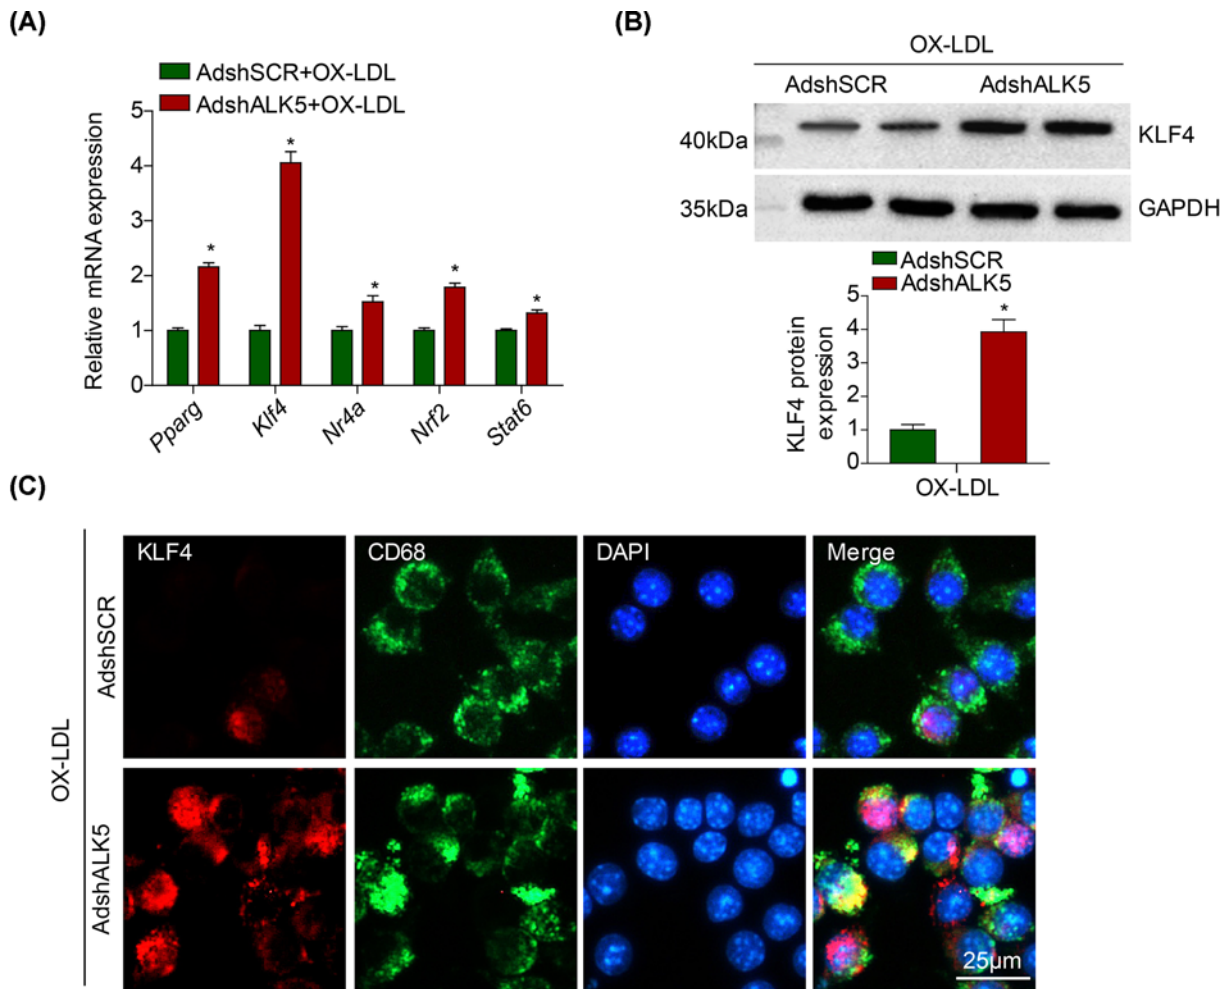 (A)
AdshSCR+OX-LDL
AdshALK5+OX-LDL
Relative mRNA expression
5
4
3
2
1
0
*
*
*
*
*
Pparg
Klf4
Nr4a
Nrf2
Stat6
(B)
OX-LDL
AdshSCR AdshALK5
40kDa
KLF4
35kDa
GAPDH
AdshSCR
AdshALK5
KLF4 protein
expression
5
4
3
2
1
0
*
OX-LDL
(C)
OX-LDL
AdshSCR
AdshALK5
KLF4 CD68 DAPI Merge
25μm